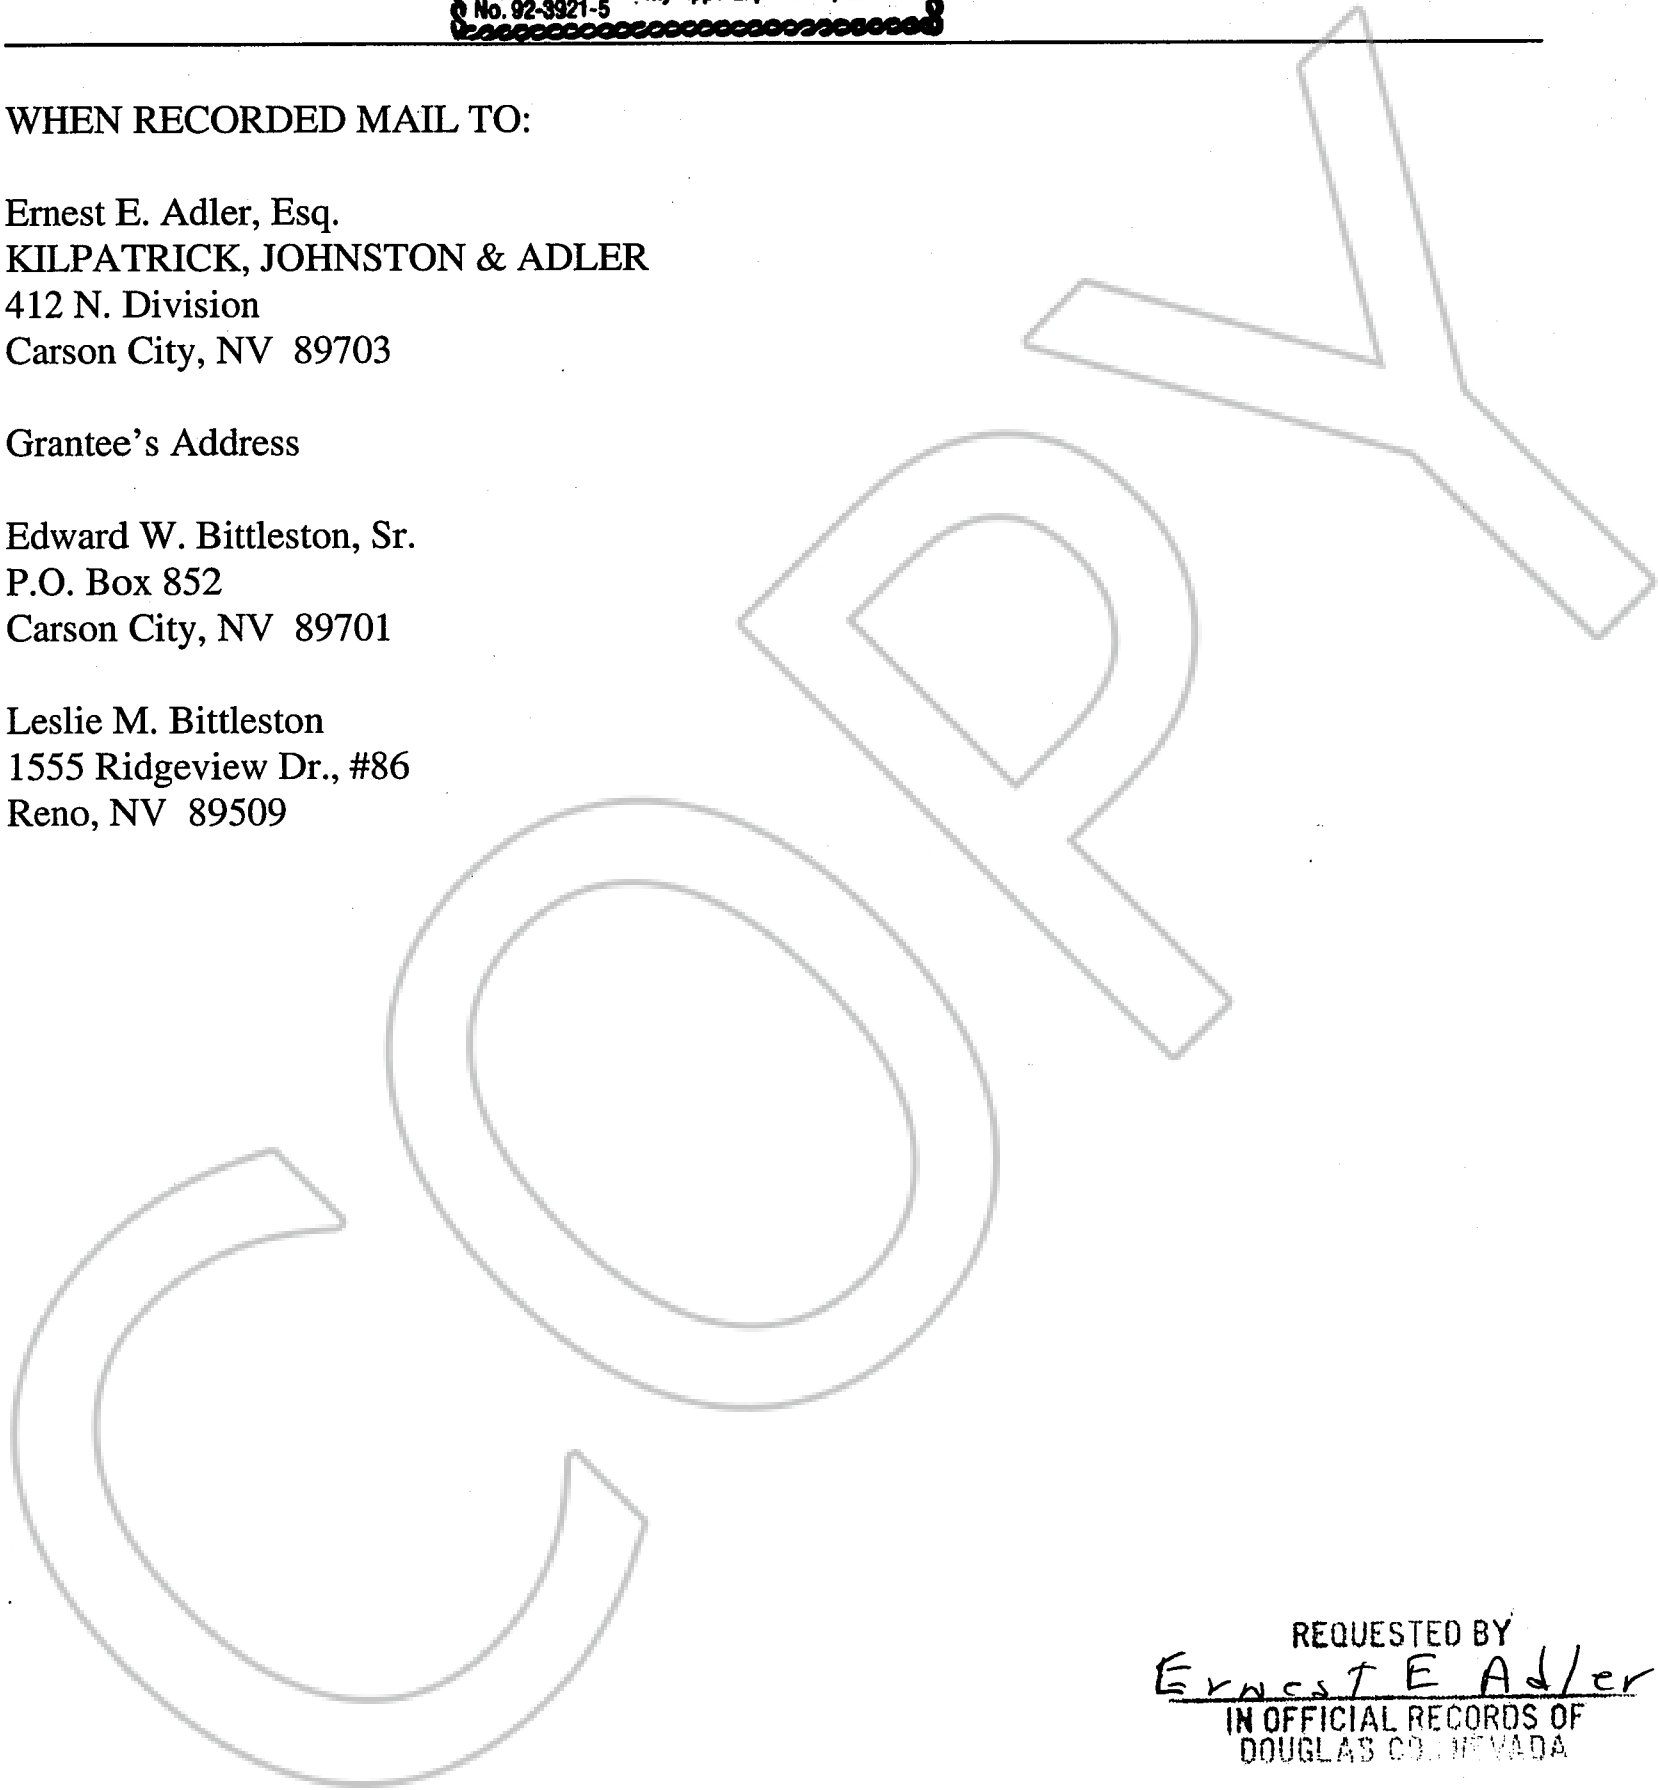 No. 92-3921-5
WHEN RECORDED MAIL TO:
Ernest E. Adler, Esq.
KILPATRICK, JOHNSTON & ADLER
412 N. Division
Carson City, NV 89703
Grantee's Address
Edward W. Bittleston, Sr.
P.O. Box 852
Carson City, NV 89701
Leslie M. Bittleston
1555 Ridgeview Dr., #86
Reno, NV 89509
COPY
REQUESTED BY
Ernest E Adler
IN OFFICIAL RECORDS OF
DOUGLAS CO., NEVADA